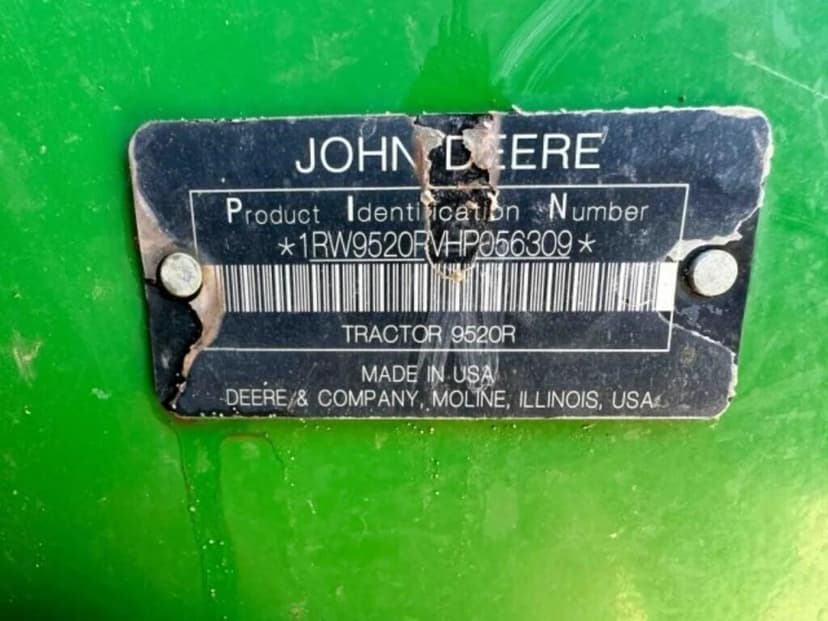 JOHN DEERE
Product Identification Number
*1RW9520RVHP056309*
TRACTOR 9520R
MADE IN USA
DEERE & COMPANY, MOLINE, ILLINOIS, USA